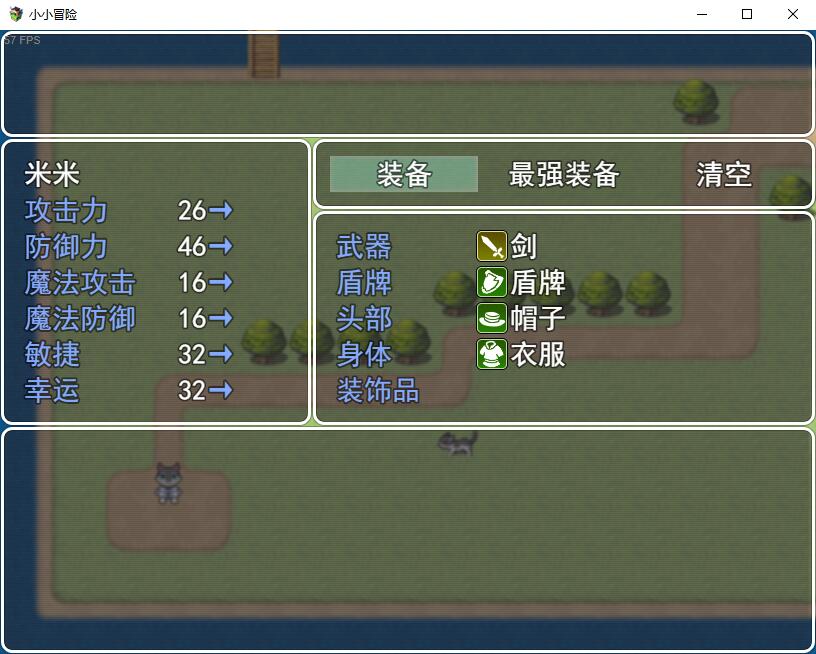 小小冒险
57 FPS
米米
攻击力 26→
防御力 46→
魔法攻击 16→
魔法防御 16→
敏捷 32→
幸运 32→
装备 最强装备 清空
武器 剑
盾牌 盾牌
头部 帽子
身体 衣服
装饰品